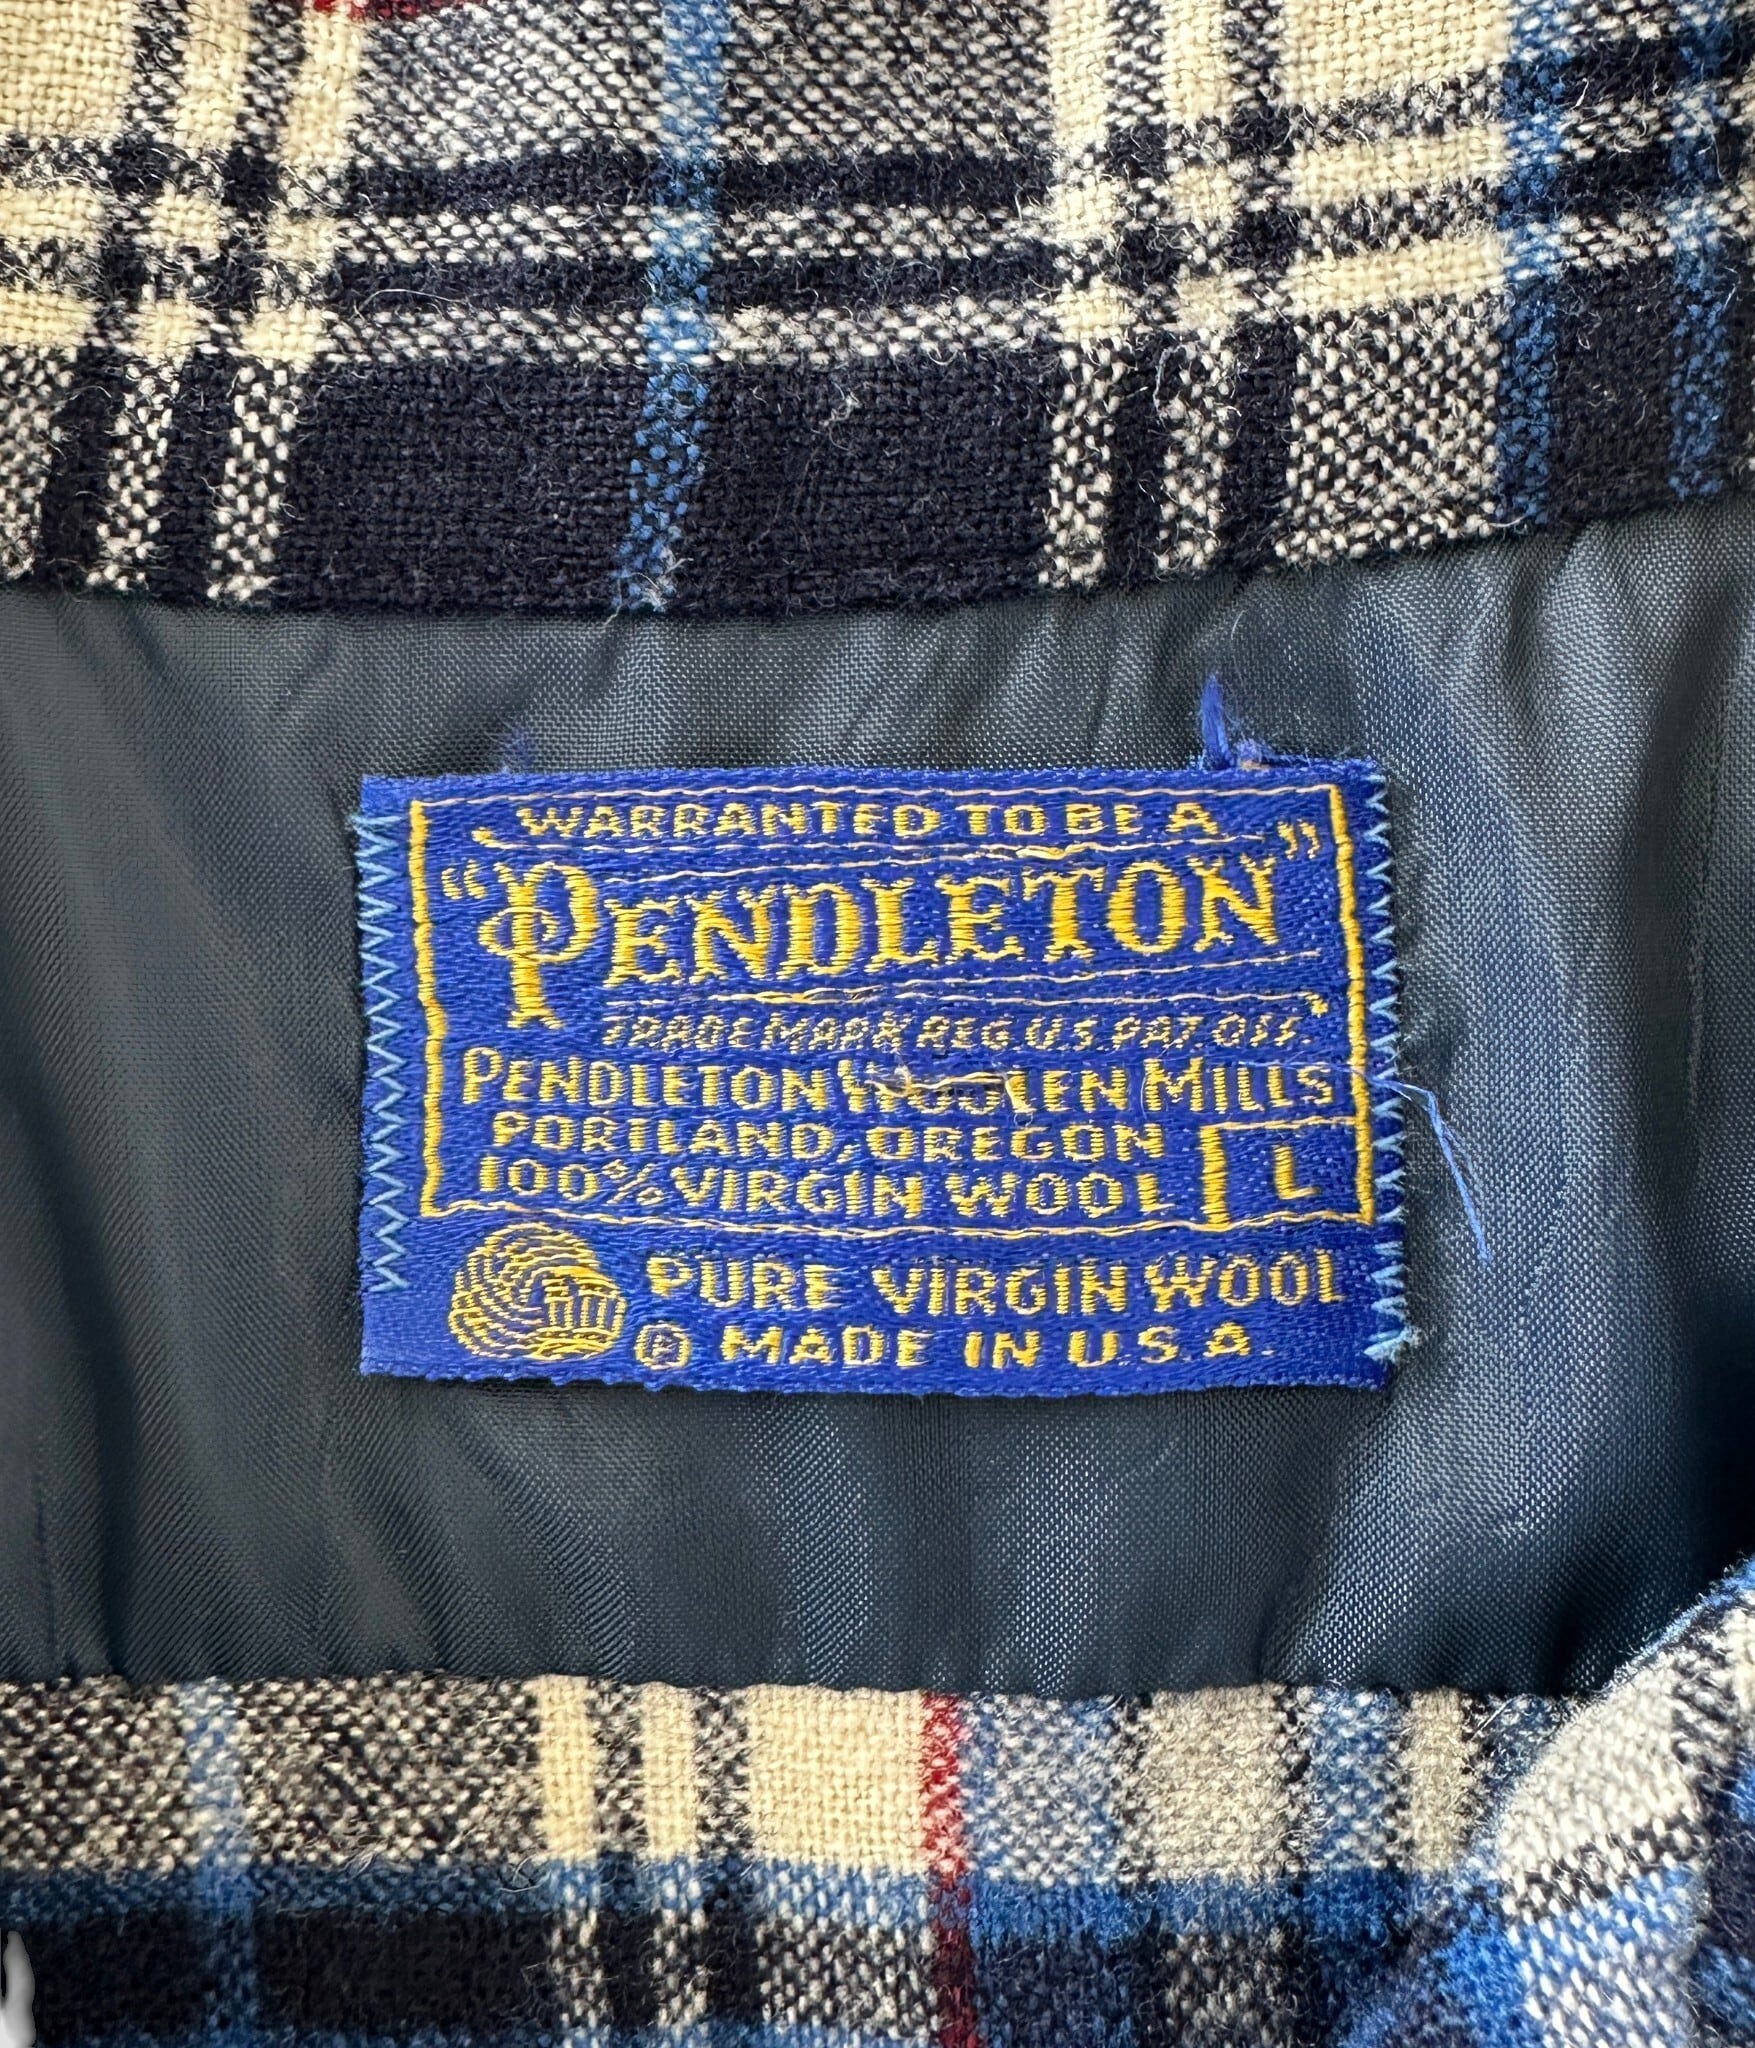 WARRANTED TO BE A
"PENDLETON"
TRADE MARK REG. U.S. PAT. OFF.
PENDLETON WOOLEN MILLS
PORTLAND, OREGON
100% VIRGIN WOOL L
PURE VIRGIN WOOL
® MADE IN U.S.A.